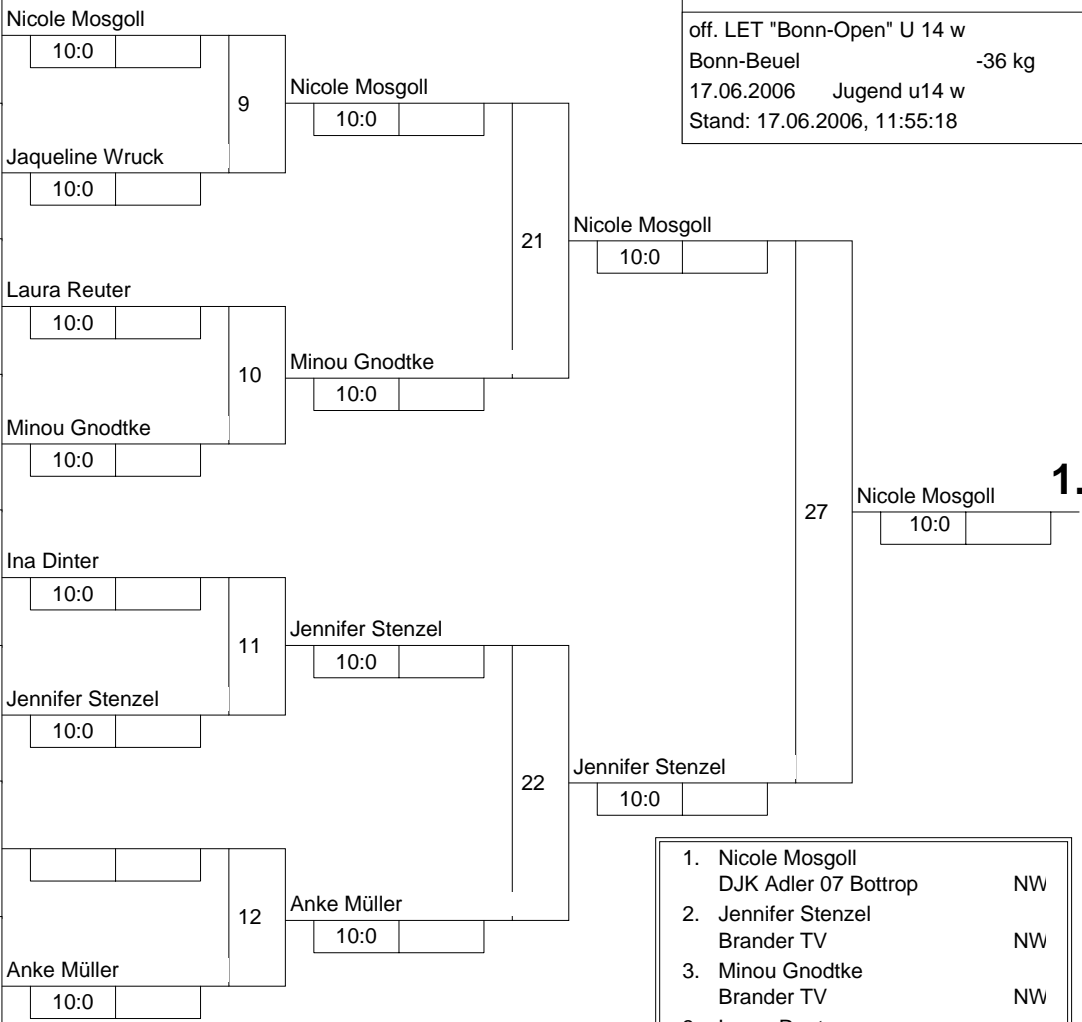 Nicole Mosgoll
10:0
9
Jaqueline Wruck
10:0
Laura Reuter
10:0
10
Minou Gnodtke
10:0
Ina Dinter
10:0
11
Jennifer Stenzel
10:0
12
Anke Müller
10:0
Nicole Mosgoll
10:0
21
Minou Gnodtke
10:0
Jennifer Stenzel
10:0
22
Anke Müller
10:0
Nicole Mosgoll
10:0
27
Jennifer Stenzel
10:0
Nicole Mosgoll 1.
10:0
off. LET "Bonn-Open" U 14 w
Bonn-Beuel -36 kg
17.06.2006 Jugend u14 w
Stand: 17.06.2006, 11:55:18
1. Nicole Mosgoll
DJK Adler 07 Bottrop NW
2. Jennifer Stenzel
Brander TV NW
3. Minou Gnodtke
Brander TV NW